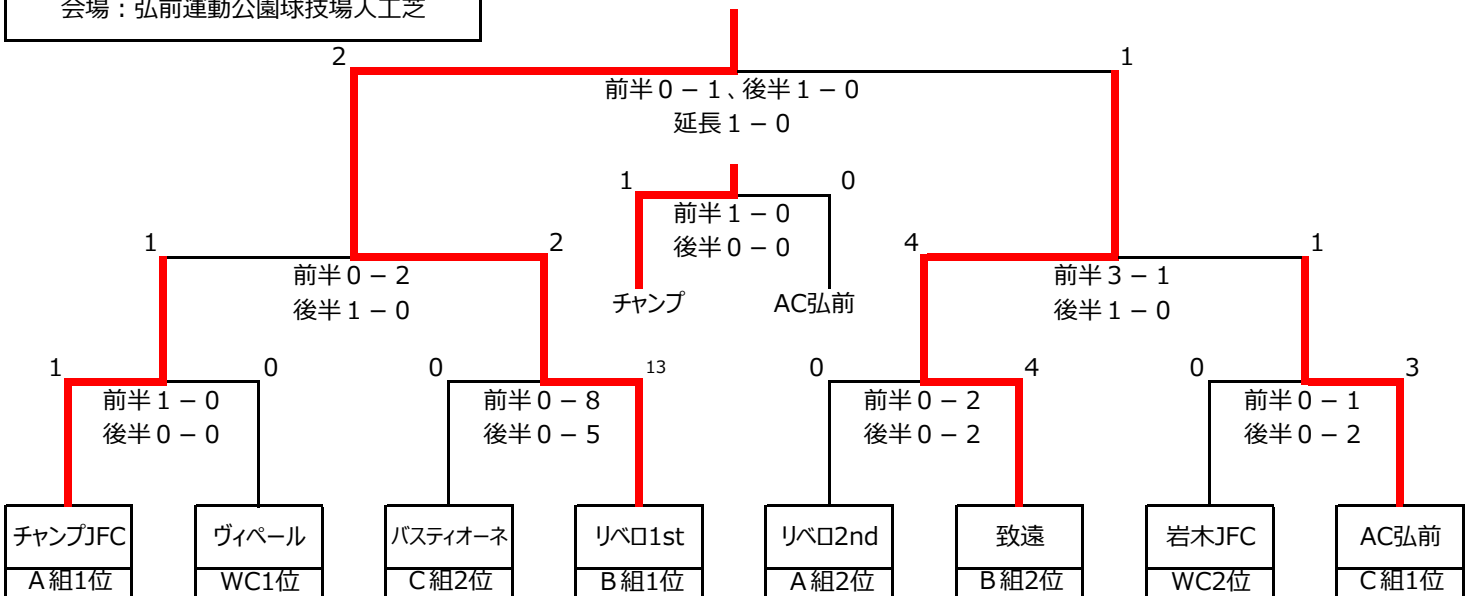 会場：弘前運動公園球技場人工芝
2
1
前半０－１、後半１－０
延長１－０
1
0
前半１－０
後半０－０
チャンプ
AC弘前
1
2
前半０－２
後半１－０
4
1
前半３－１
後半１－０
1
0
前半１－０
後半０－０
0
13
前半０－８
後半０－５
0
4
前半０－２
後半０－２
0
3
前半０－１
後半０－２
チャンプJFC
ヴィペール
バスティオーネ
リベロ1st
リベロ2nd
致遠
岩木JFC
AC弘前
Ａ組1位
WC1位
Ｃ組2位
Ｂ組1位
Ａ組2位
Ｂ組2位
WC2位
Ｃ組1位